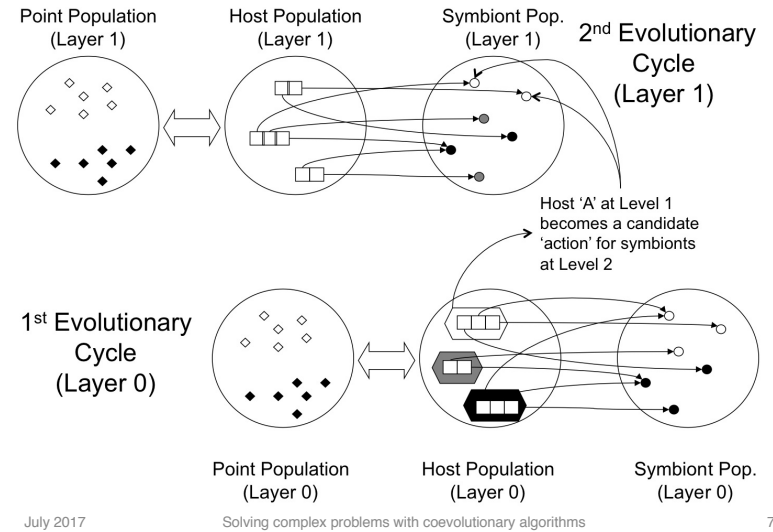 Point Population
(Layer 1)
Host Population
(Layer 1)
Symbiont Pop.
(Layer 1)
2nd Evolutionary
Cycle
(Layer 1)
Host ‘A’ at Level 1
becomes a candidate
‘action’ for symbionts
at Level 2
1st Evolutionary
Cycle
(Layer 0)
Point Population
(Layer 0)
Host Population
(Layer 0)
Symbiont Pop.
(Layer 0)
July 2017
Solving complex problems with coevolutionary algorithms
7